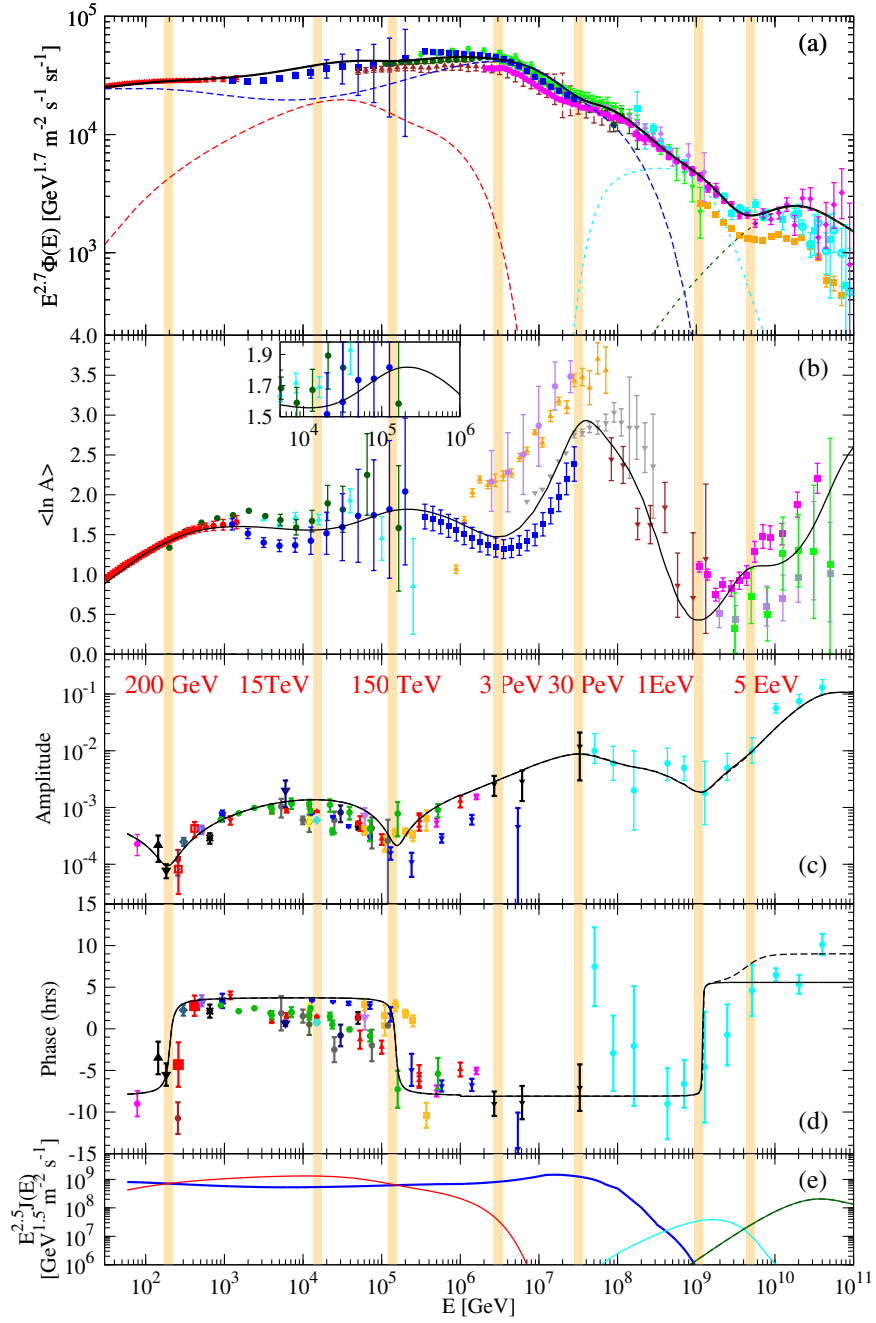 10^5
(a)
10^4
10^3
E^2.7Φ(E) [GeV^1.7 m^-2 s^-1 sr^-1]
4.0
(b)
1.9
1.7
1.5
10^4
10^5
10^6
3.5
3.0
2.5
2.0
1.5
1.0
0.5
0.0
<ln A>
200 GeV
15TeV
150 TeV
3 PeV
30 PeV
1EeV
5 EeV
10^-1
10^-2
10^-3
10^-4
Amplitude
(c)
15
10
5
0
-5
-10
-15
Phase (hrs)
(d)
(e)
10^9
10^8
10^7
10^6
E^2.5J(E)
[GeV^1.5 m^-2 s^-1]
10^2
10^3
10^4
10^5
10^6
10^7
10^8
10^9
10^10
10^11
E [GeV]